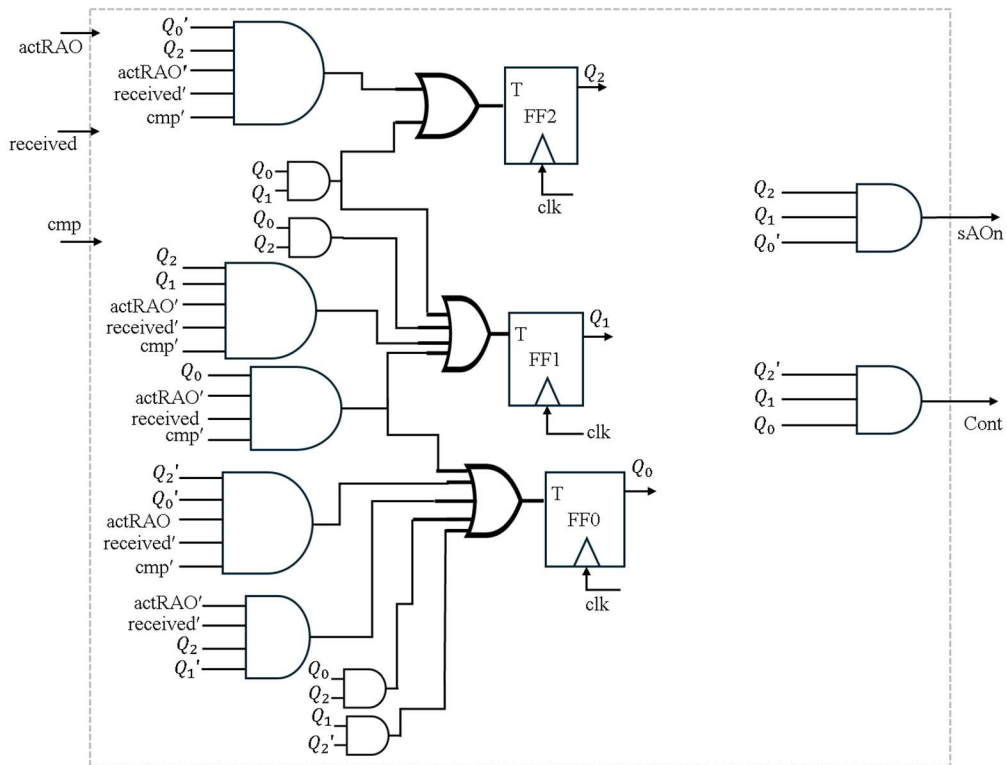 actRAO
received
cmp
Q₀'
Q₂
actRAO'
received'
cmp'
Q₀
Q₁
Q₀
Q₂
Q₂
Q₁
actRAO'
received'
cmp'
Q₀
actRAO'
received
cmp'
Q₂'
Q₀'
actRAO
received'
cmp'
actRAO'
received'
Q₂
Q₁'
Q₀
Q₂
Q₁
Q₂'
T
FF2
Q₂
clk
T
FF1
Q₁
clk
T
FF0
Q₀
clk
Q₂
Q₁
Q₀'
sAOn
Q₂'
Q₁
Q₀
Cont